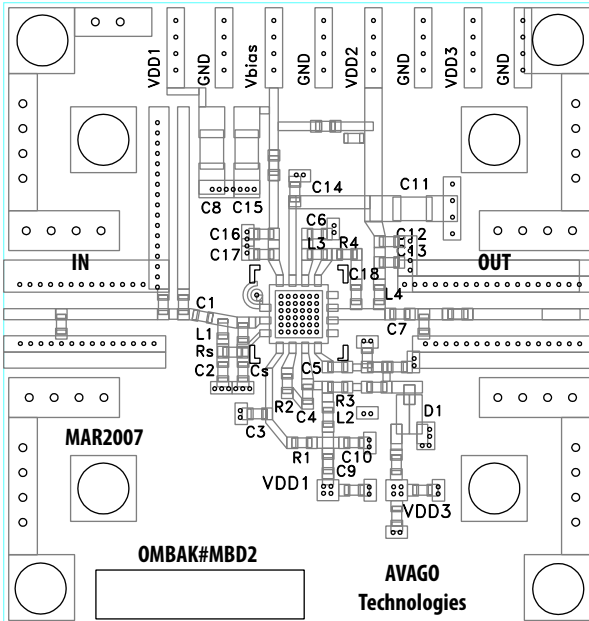 VDD1 GND Vbias GND VDD2 GND VDD3 GND
C14 C11
C8 C15
C16 C6
C17 L3 R4 C12
C13
IN C18 OUT
L4
C1 C7
L1
Rs
C2 Cs C5
R2 C4 R3 L2 D1
C3
MAR2007
R1 C10
C9
VDD1 VDD3
OMBAK#MBD2 AVAGO
Technologies